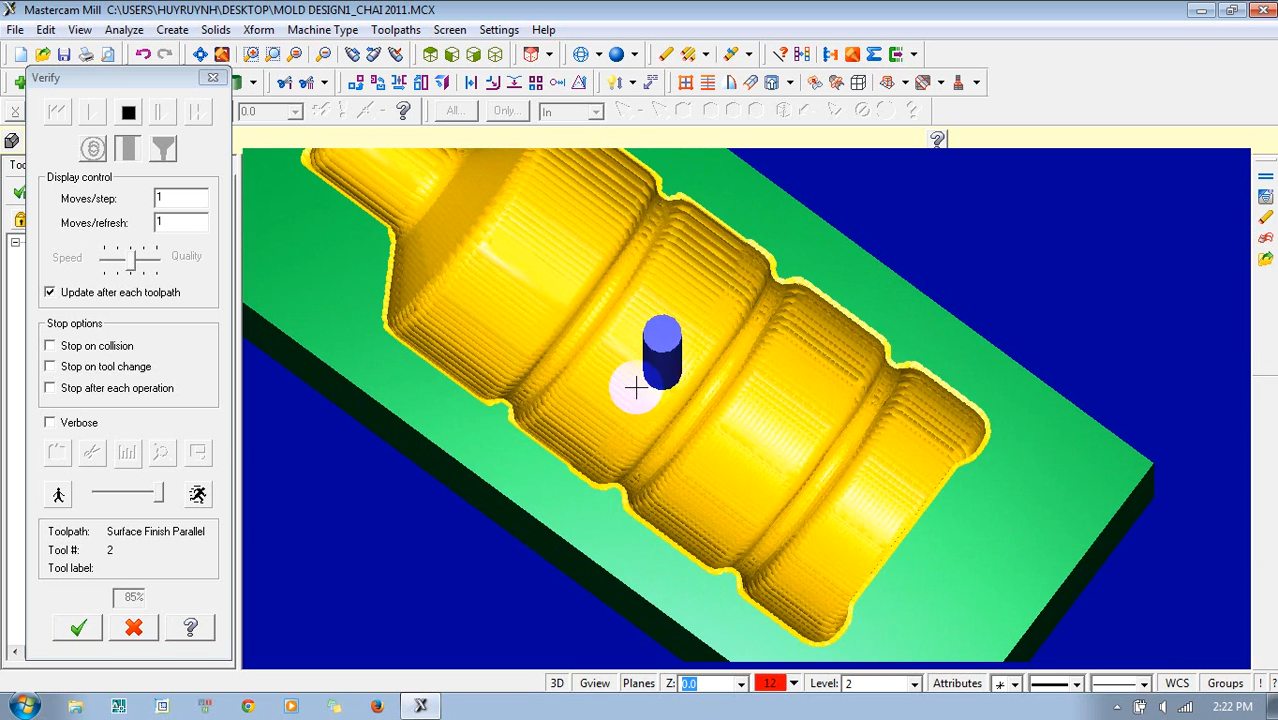 Mastercam Mill C:\USERS\HUYRUYNH\DESKTOP\MOLD DESIGN1_CHAI 2011.MCX
File Edit View Analyze Create Solids Xform Machine Type Toolpaths Screen Settings Help
Verify
0.0 All... Only... In
Display control
Moves/step: 1
Moves/refresh: 1
Speed Quality
Update after each toolpath
Stop options
Stop on collision
Stop on tool change
Stop after each operation
Verbose
Toolpath: Surface Finish Parallel
Tool #: 2
Tool label:
85%
3D Gview Planes Z: 0.0 12 Level: 2 Attributes WCS Groups ! ?
2:22 PM